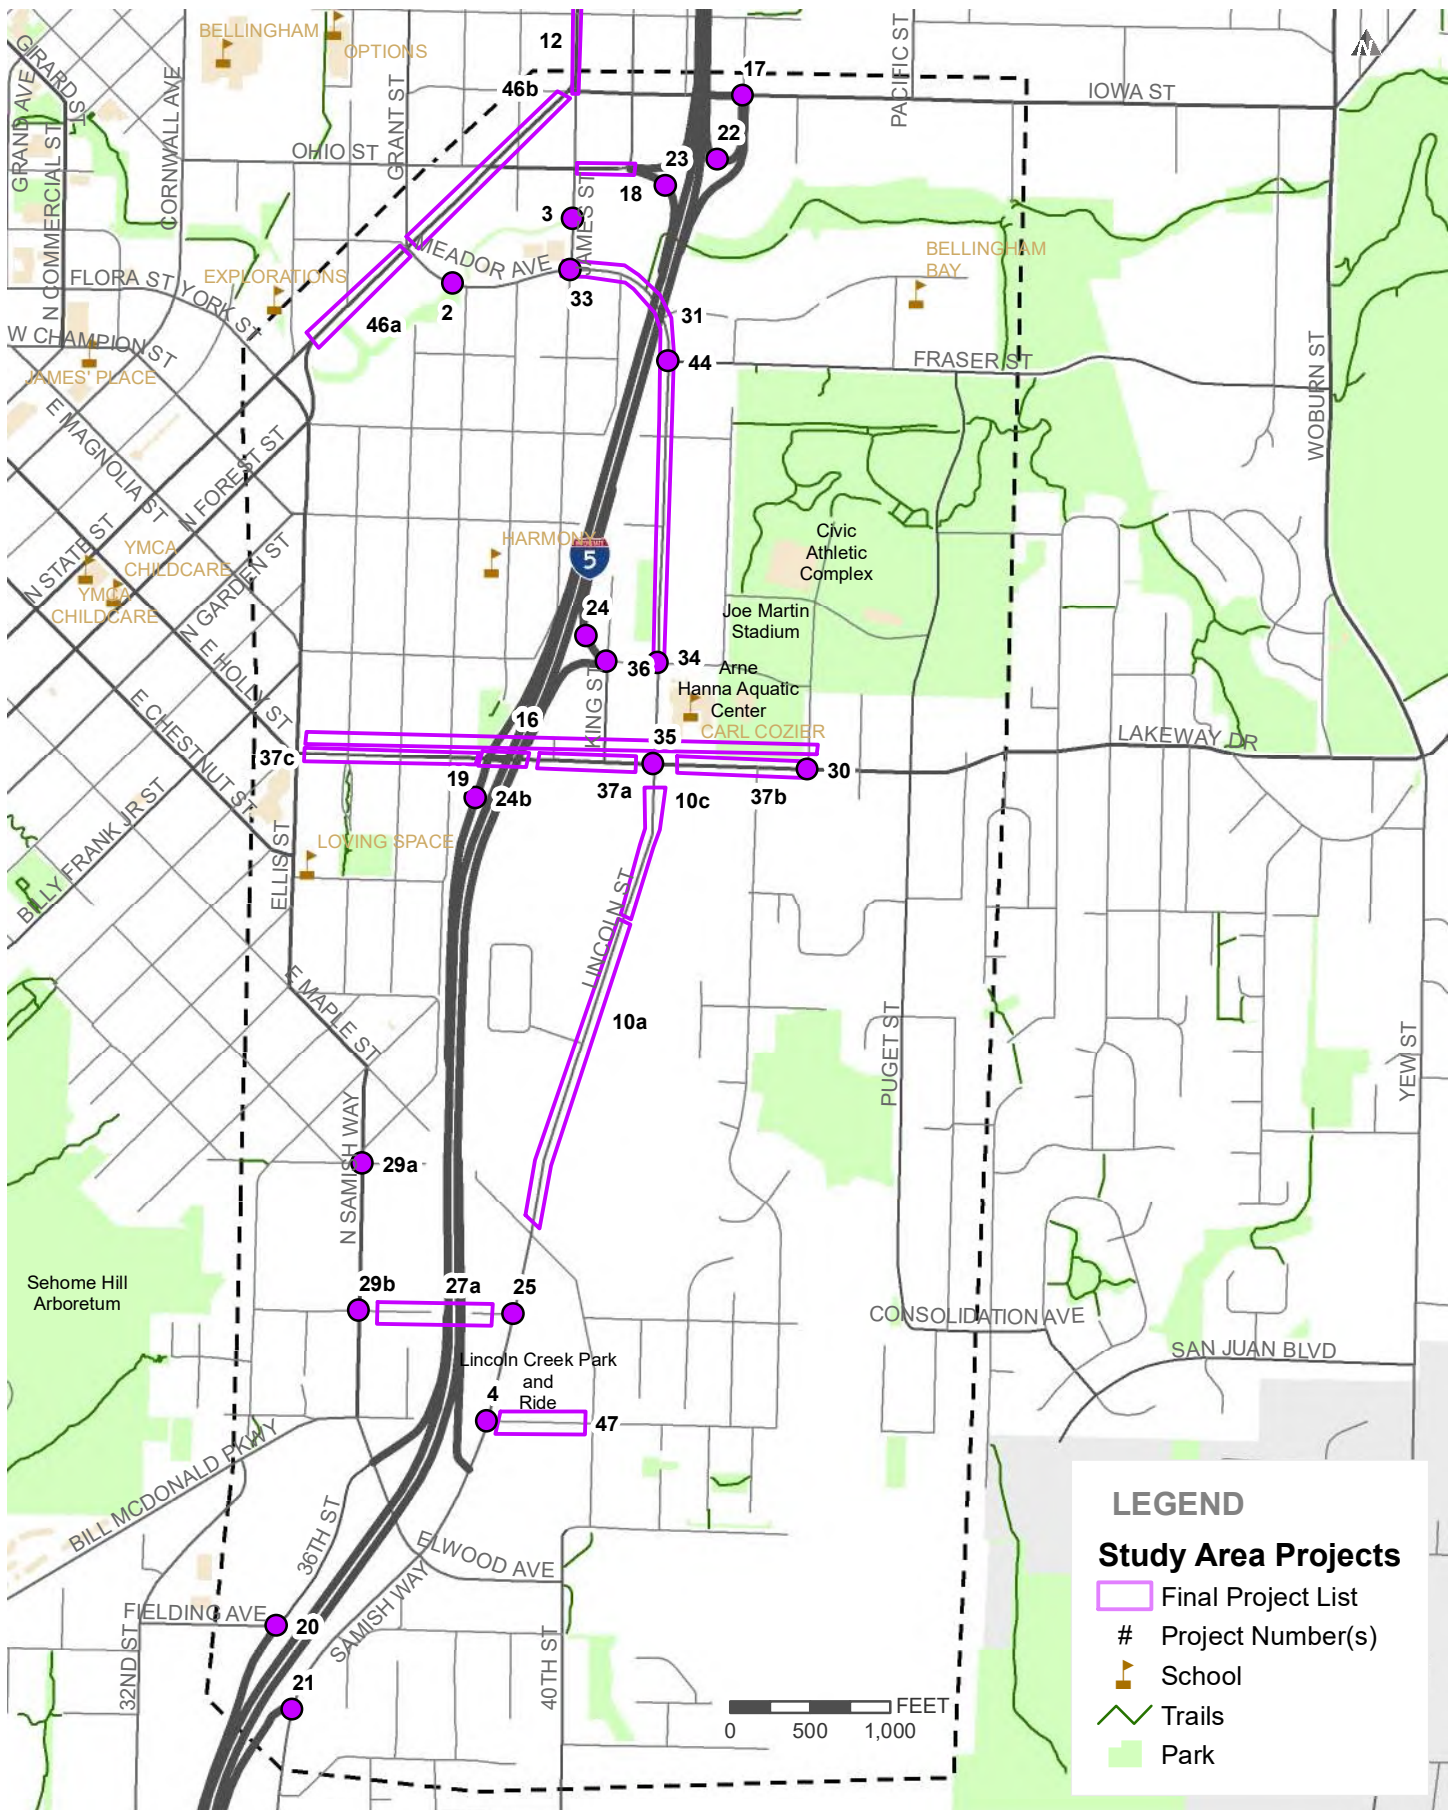 BELLINGHAM
OPTIONS
12
GIRARD ST
GRAND AVE
N COMMERCIAL ST
CORNWALL AVE
GRANT ST
PACIFIC ST
N
17
46b
IOWA ST
22
OHIO ST
23
18
3
JAMES ST
MEADOR AVE
BELLINGHAM
BAY
FLORA ST
YORK ST
EXPLORATIONS
2
33
31
46a
W CHAMPION ST
JAMES' PLACE
44
FRASER ST
WOBURN ST
E MAGNOLIA ST
N FOREST ST
N STATE ST
YMCA
CHILDCARE
YMCA
CHILDCARE
N GARDEN ST
HARMONY
INTERSTATE
5
Civic
Athletic
Complex
24
Joe Martin
Stadium
N E HOLLY ST
36
34
Arne
Hanna Aquatic
Center
KING ST
E CHESTNUT ST
16
CARL COZIER
LAKEWAY DR
35
37c
19
24b
37a
10c
37b
30
BILLY FRANK JR ST
ELLIS ST
LOVING SPACE
LINCOLN ST
E MAPLE ST
10a
PUGET ST
YEW ST
N SAMISH WAY
29a
Sehome Hill
Arboretum
29b
27a
25
CONSOLIDATION AVE
SAN JUAN BLVD
Lincoln Creek Park
and
Ride
4
47
BILL MCDONALD PKWY
36TH ST
ELWOOD AVE
SAMISH WAY
FIELDING AVE
20
32ND ST
40TH ST
21
FEET
0 500 1,000
LEGEND
Study Area Projects
Final Project List
# Project Number(s)
School
Trails
Park